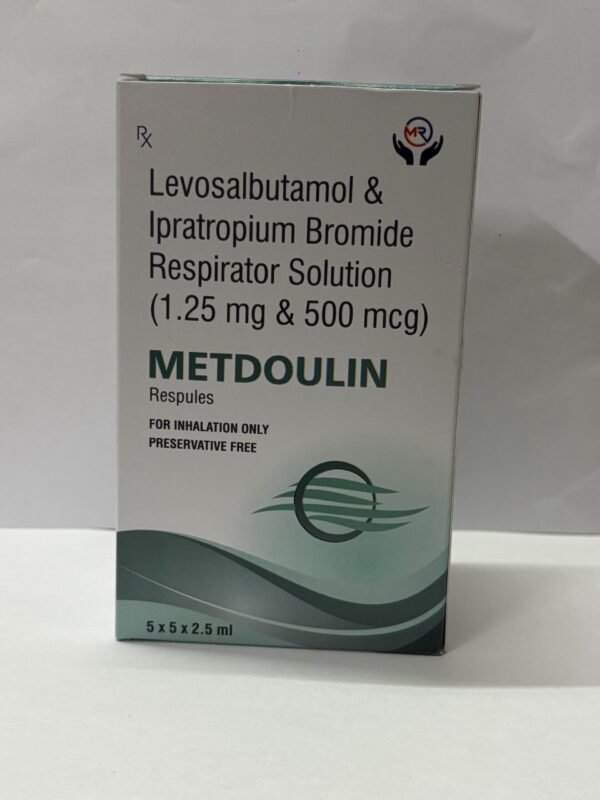 Rx
MR
Levosalbutamol &
Ipratropium Bromide
Respirator Solution
(1.25 mg & 500 mcg)
METDOULIN
Respules
FOR INHALATION ONLY
PRESERVATIVE FREE
5 x 5 x 2.5 ml